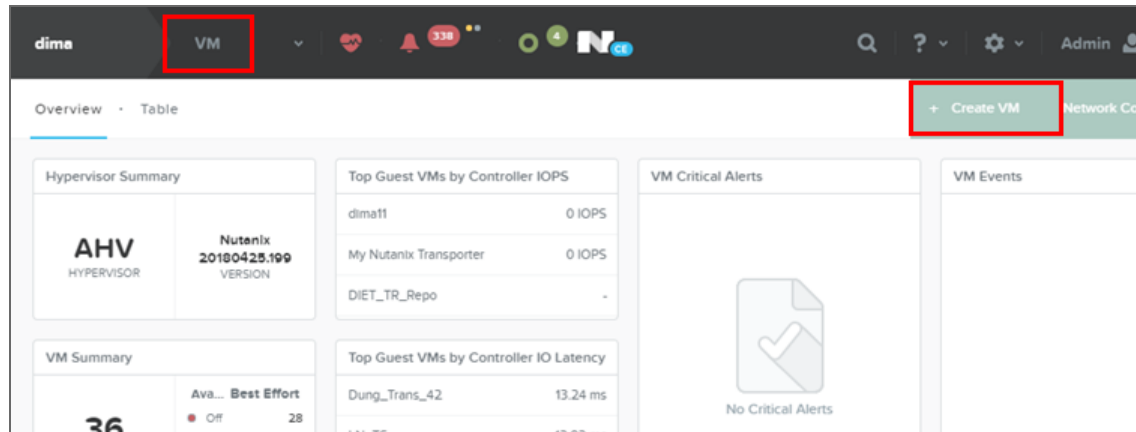 dima
VM
338
4
CE
?
Admin
Overview · Table
+ Create VM
Network Co
Hypervisor Summary
AHV
HYPERVISOR
Nutanix
20180425.199
VERSION
Top Guest VMs by Controller IOPS
dima11 0 IOPS
My Nutanix Transporter 0 IOPS
DIET_TR_Repo -
VM Critical Alerts
No Critical Alerts
VM Events
VM Summary
36
Ava... Best Effort
Off 28
Top Guest VMs by Controller IO Latency
Dung_Trans_42 13.24 ms